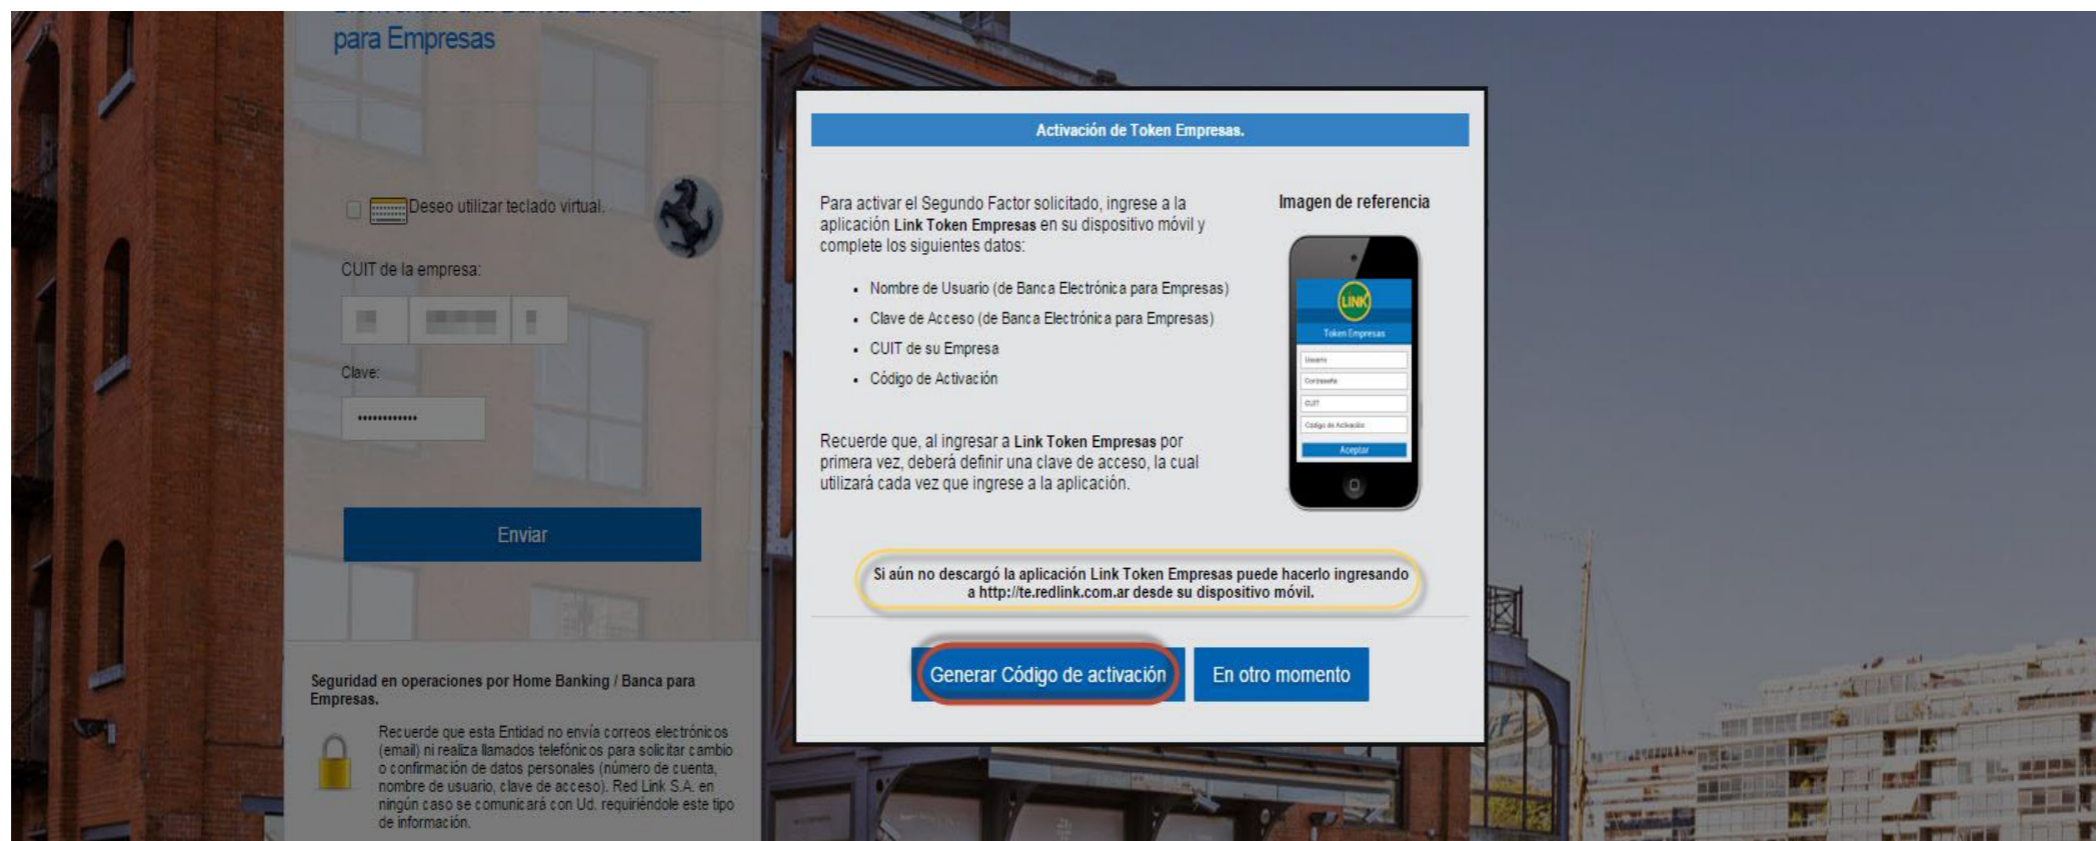 para Empresas
Deseo utilizar teclado virtual.
CUIT de la empresa:
Clave:
Enviar
Seguridad en operaciones por Home Banking / Banca para
Empresas.
Recuerde que esta Entidad no envía correos electrónicos
(email) ni realiza llamados telefónicos para solicitar cambio
o confirmación de datos personales (número de cuenta,
nombre de usuario, clave de acceso). Red Link S.A. en
ningún caso se comunicará con Ud. requiriéndole este tipo
de información.
Activación de Token Empresas.
Para activar el Segundo Factor solicitado, ingrese a la
aplicación Link Token Empresas en su dispositivo móvil y
complete los siguientes datos:
• Nombre de Usuario (de Banca Electrónica para Empresas)
• Clave de Acceso (de Banca Electrónica para Empresas)
• CUIT de su Empresa
• Código de Activación
Recuerde que, al ingresar a Link Token Empresas por
primera vez, deberá definir una clave de acceso, la cual
utilizará cada vez que ingrese a la aplicación.
Imagen de referencia
LINK
Token Empresas
Usuario
Contraseña
CUIT
Código de Activación
Aceptar
Si aún no descargó la aplicación Link Token Empresas puede hacerlo ingresando
a http://te.redlink.com.ar desde su dispositivo móvil.
Generar Código de activación
En otro momento